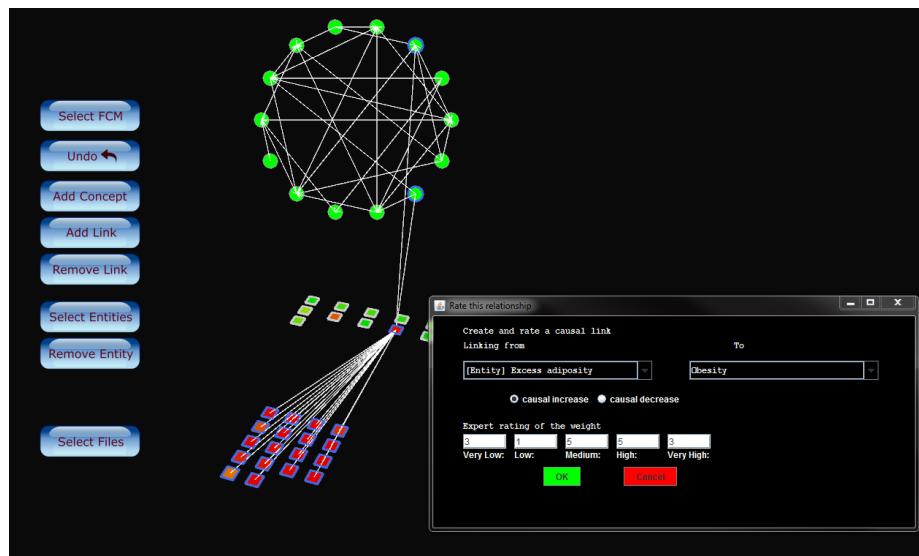 Select FCM
Undo
Add Concept
Add Link
Remove Link
Select Entities
Remove Entity
Select Files
Rate this relationship
Create and rate a causal link
Linking from To
[Entity] Excess adiposity Obesity
causal increase causal decrease
Expert rating of the weight
3 1 5 5 3
Very Low: Low: Medium: High: Very High:
OK Cancel